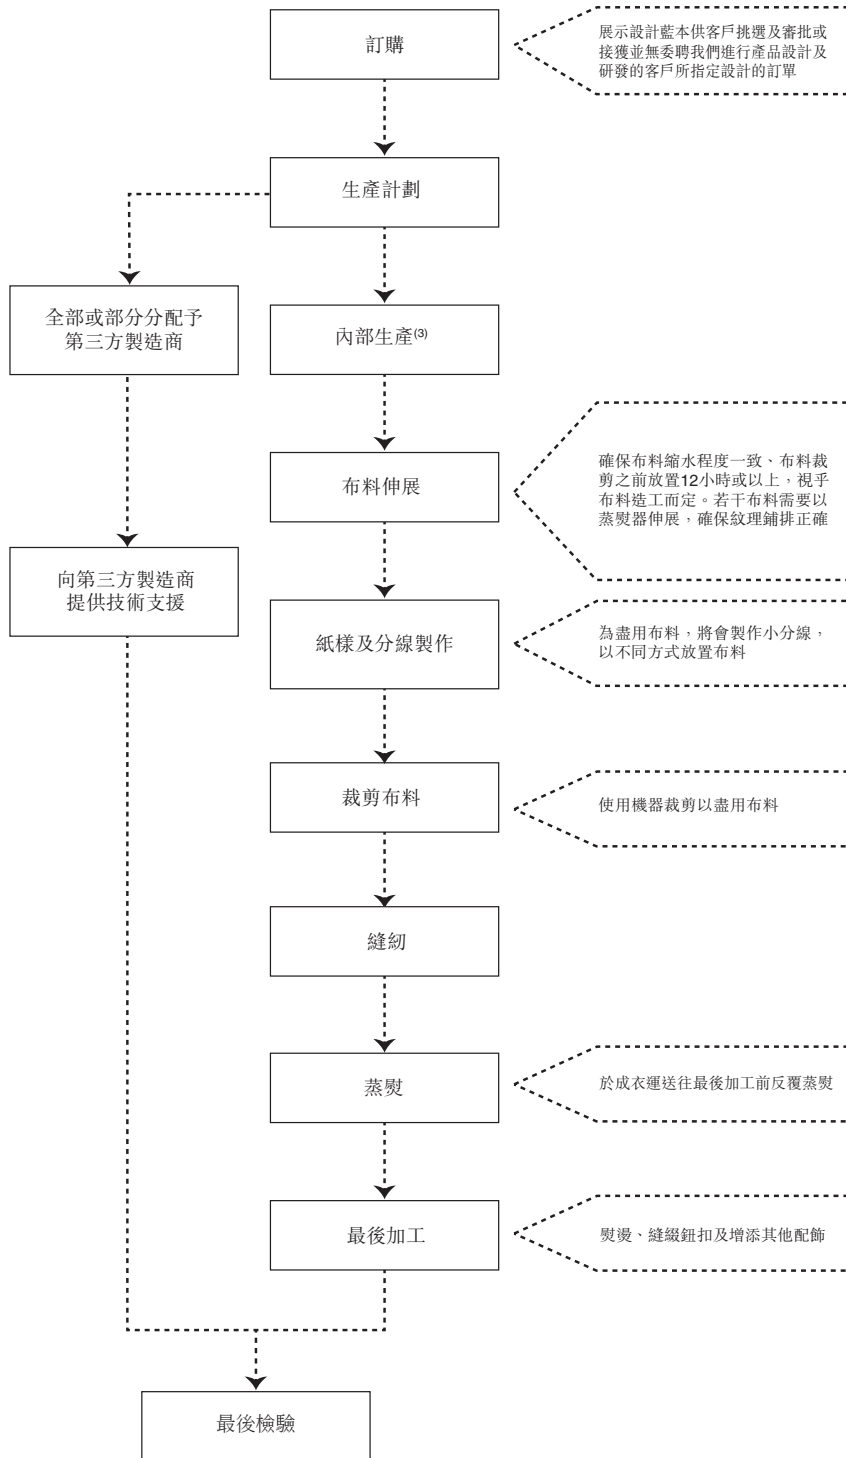 訂購
展示設計藍本供客戶挑選及審批或
接獲並無委聘我們進行產品設計及
研發的客戶所指定設計的訂單
生產計劃
全部或部分分配予
第三方製造商
內部生產(3)
布料伸展
確保布料縮水程度一致、布料裁
剪之前放置12小時或以上，視乎
布料造工而定。若干布料需要以
蒸熨器伸展，確保紋理鋪排正確
向第三方製造商
提供技術支援
紙樣及分線製作
為盡用布料，將會製作小分線，
以不同方式放置布料
裁剪布料
使用機器裁剪以盡用布料
縫紉
蒸熨
於成衣運送往最後加工前反覆蒸熨
最後加工
熨燙、縫綴鈕扣及增添其他配飾
最後檢驗